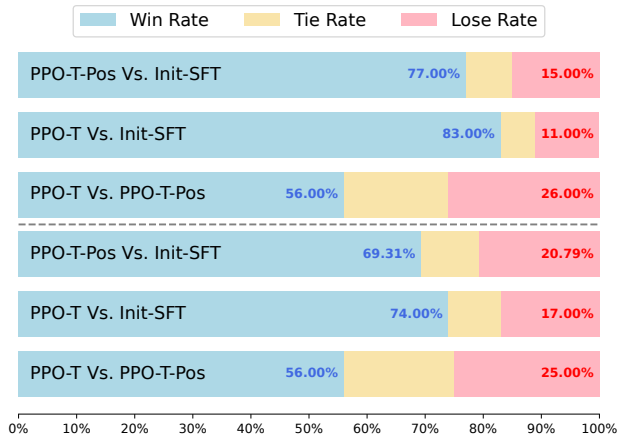 Win Rate Tie Rate Lose Rate
PPO-T-Pos Vs. Init-SFT 77.00% 15.00%
PPO-T Vs. Init-SFT 83.00% 11.00%
PPO-T Vs. PPO-T-Pos 56.00% 26.00%
PPO-T-Pos Vs. Init-SFT 69.31% 20.79%
PPO-T Vs. Init-SFT 74.00% 17.00%
PPO-T Vs. PPO-T-Pos 56.00% 25.00%
0% 10% 20% 30% 40% 50% 60% 70% 80% 90% 100%